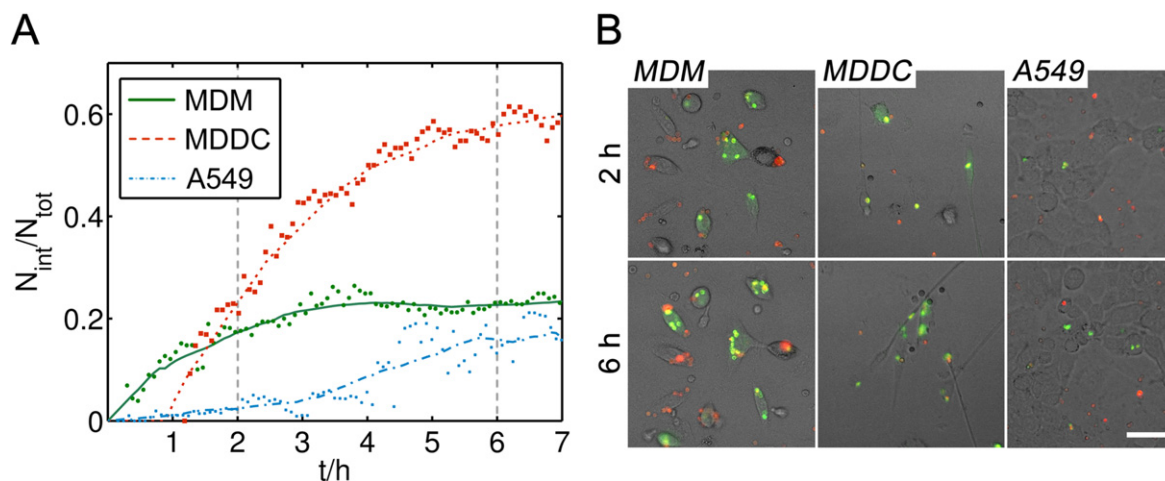 A
N_int/N_tot
0.6
0.4
0.2
0
1 2 3 4 5 6 7
t/h
MDM
MDDC
A549
B
MDM MDDC A549
2 h
6 h